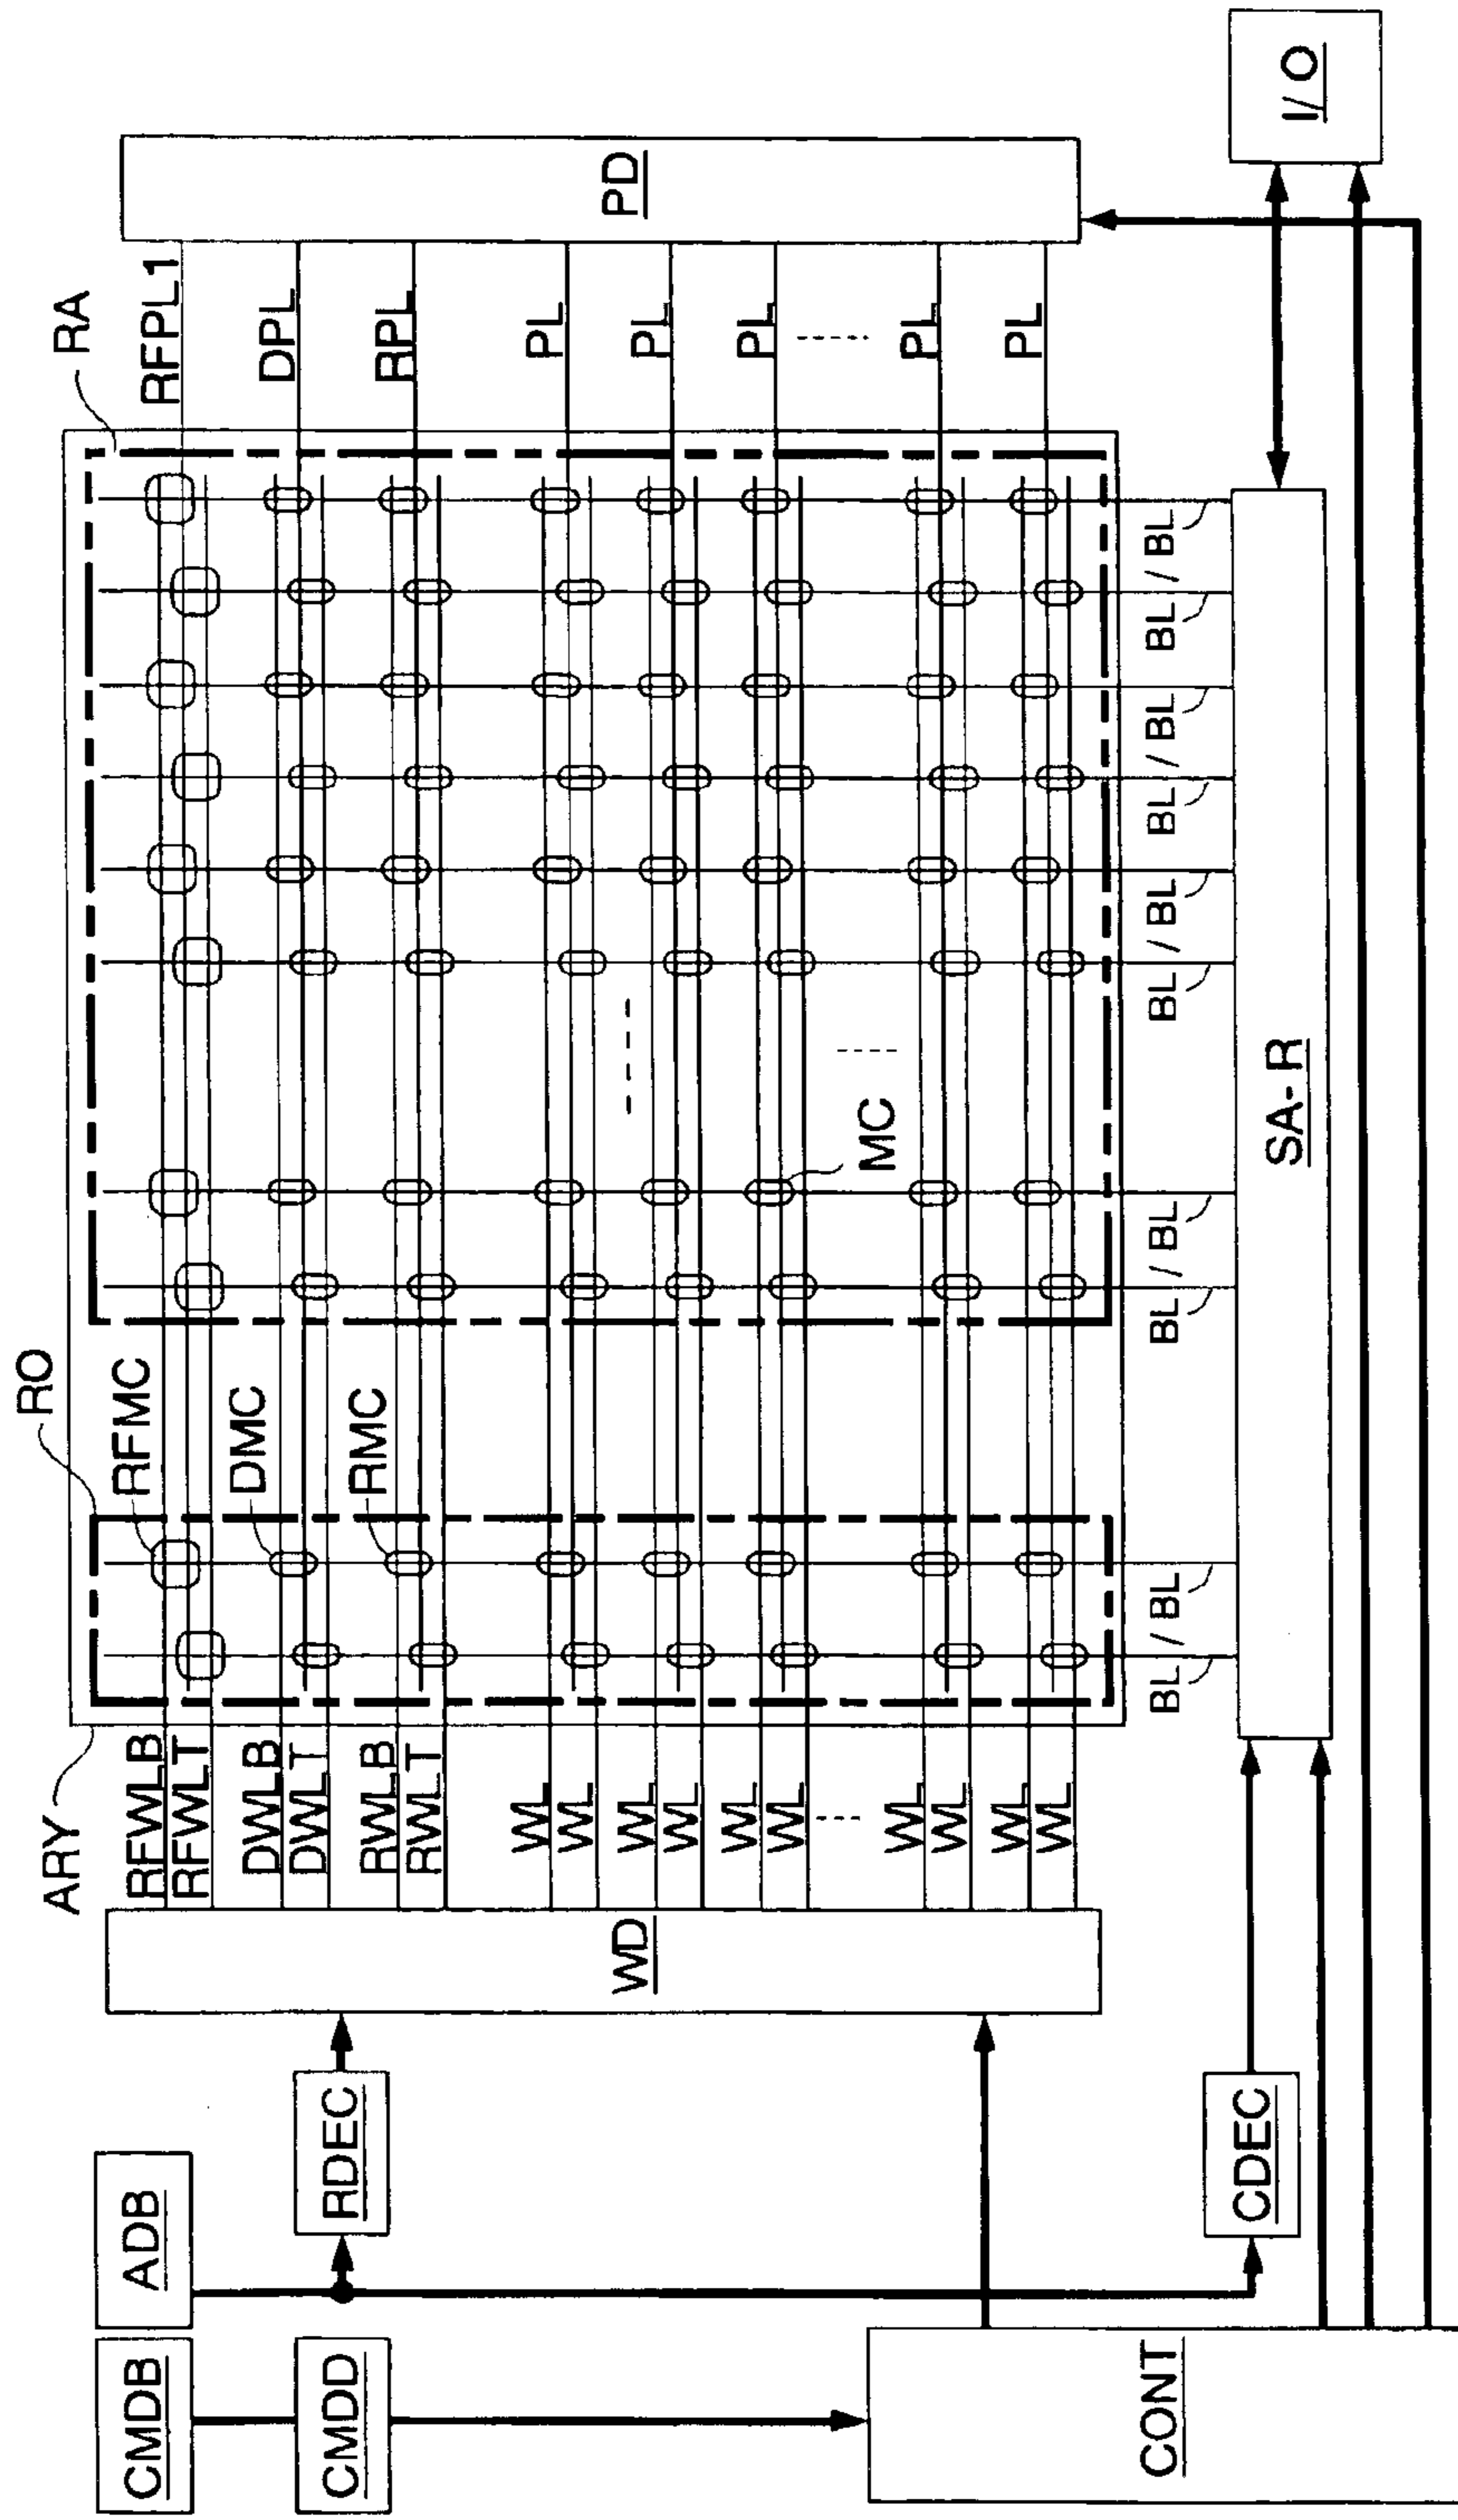 CMDB
ADB
CMDD
RDEC
CONT
CDEC
WD
ARY
RFWLB
RFWLT
DWLB
DWLT
RWLB
RWLT
WL
WL
WL
WL
WL
WL
WL
WL
WL
WL
RO
RFMC
DMC
RMC
MC
RA
RFPL1
DPL
RPL
PL
PL
PL
PL
PL
PD
BL / BL
BL / BL
BL / BL
BL / BL
BL / BL
SA-R
I/O